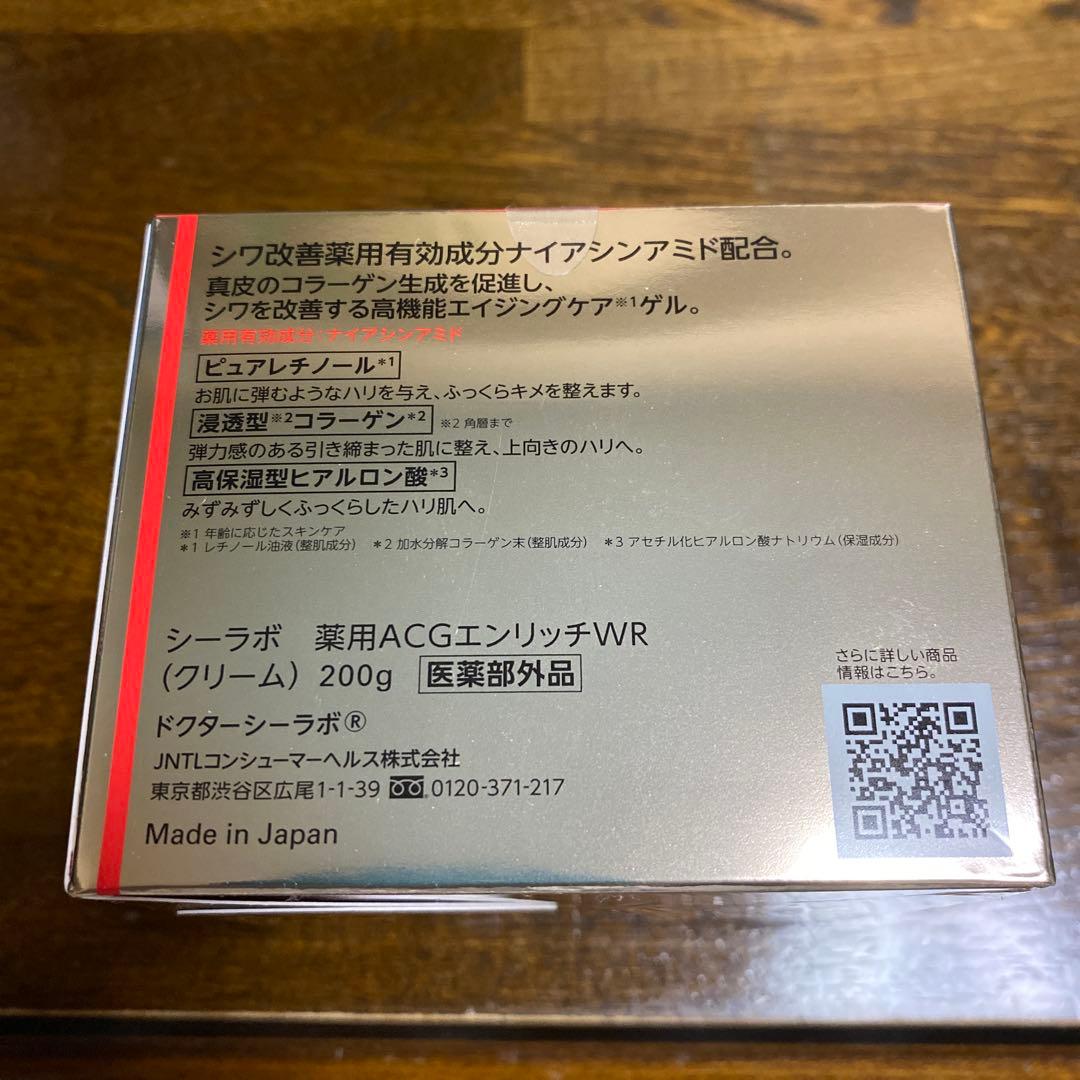 シワ改善薬用有効成分ナイアシンアミド配合。
真皮のコラーゲン生成を促進し、
シワを改善する高機能エイジングケア※1ゲル。
薬用有効成分:ナイアシンアミド
ピュアレチノール*1
お肌に弾むようなハリを与え、ふっくらキメを整えます。
浸透型※2コラーゲン*2 ※2 角層まで
弾力感のある引き締まった肌に整え、上向きのハリへ。
高保湿型ヒアルロン酸*3
みずみずしくふっくらしたハリ肌へ。
※1 年齢に応じたスキンケア
*1 レチノール油液(整肌成分) *2 加水分解コラーゲン末(整肌成分) *3 アセチル化ヒアルロン酸ナトリウム(保湿成分)
シーラボ 薬用ACGエンリッチWR
(クリーム) 200g 医薬部外品
ドクターシーラボ®
JNTLコンシューマーヘルス株式会社
東京都渋谷区広尾1-1-39 0120-371-217
Made in Japan
さらに詳しい商品
情報はこちら。